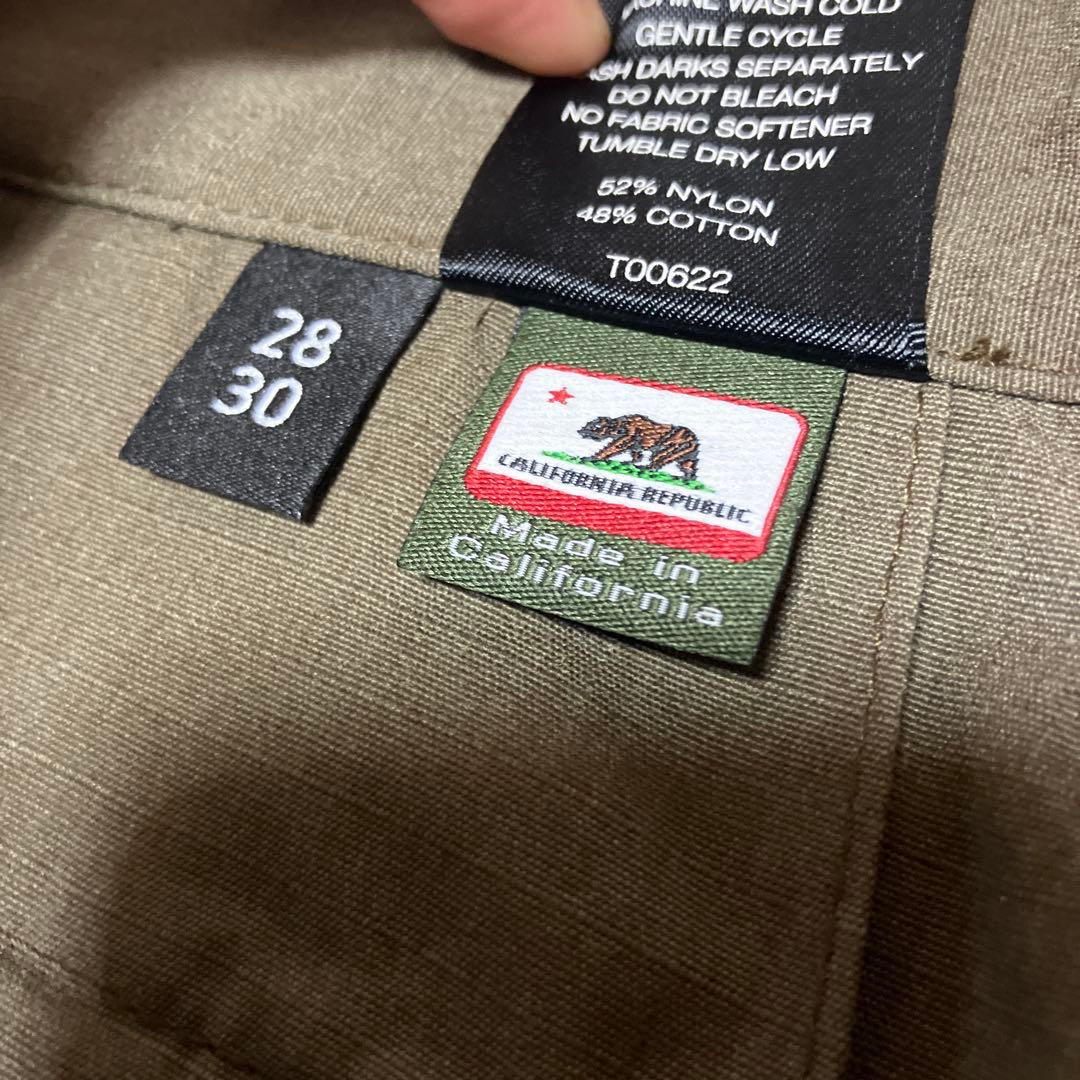 WASH COLD
GENTLE CYCLE
DARKS SEPARATELY
DO NOT BLEACH
NO FABRIC SOFTENER
TUMBLE DRY LOW
52% NYLON
48% COTTON
T00622
28
30
CALIFORNIA REPUBLIC
Made in
California